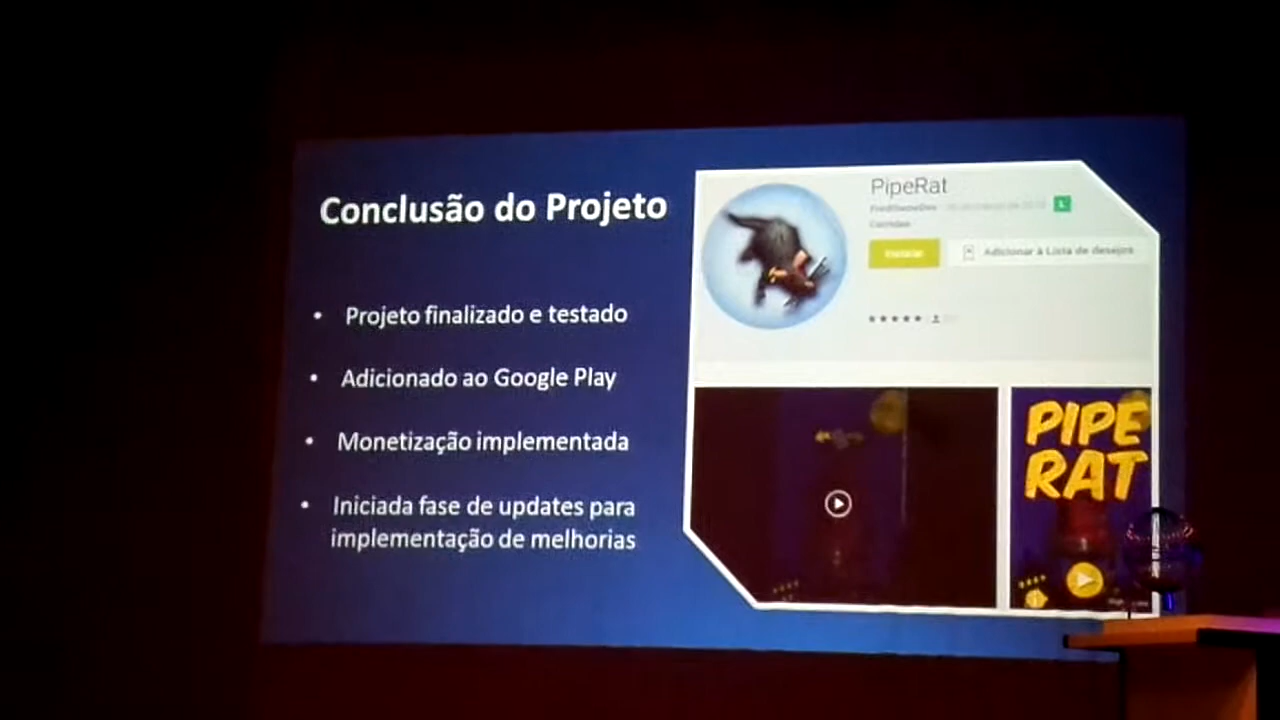 Conclusão do Projeto
• Projeto finalizado e testado
• Adicionado ao Google Play
• Monetização implementada
• Iniciada fase de updates para
implementação de melhorias
PipeRat
L
Adicionar à Lista de desejos
PIPE
RAT